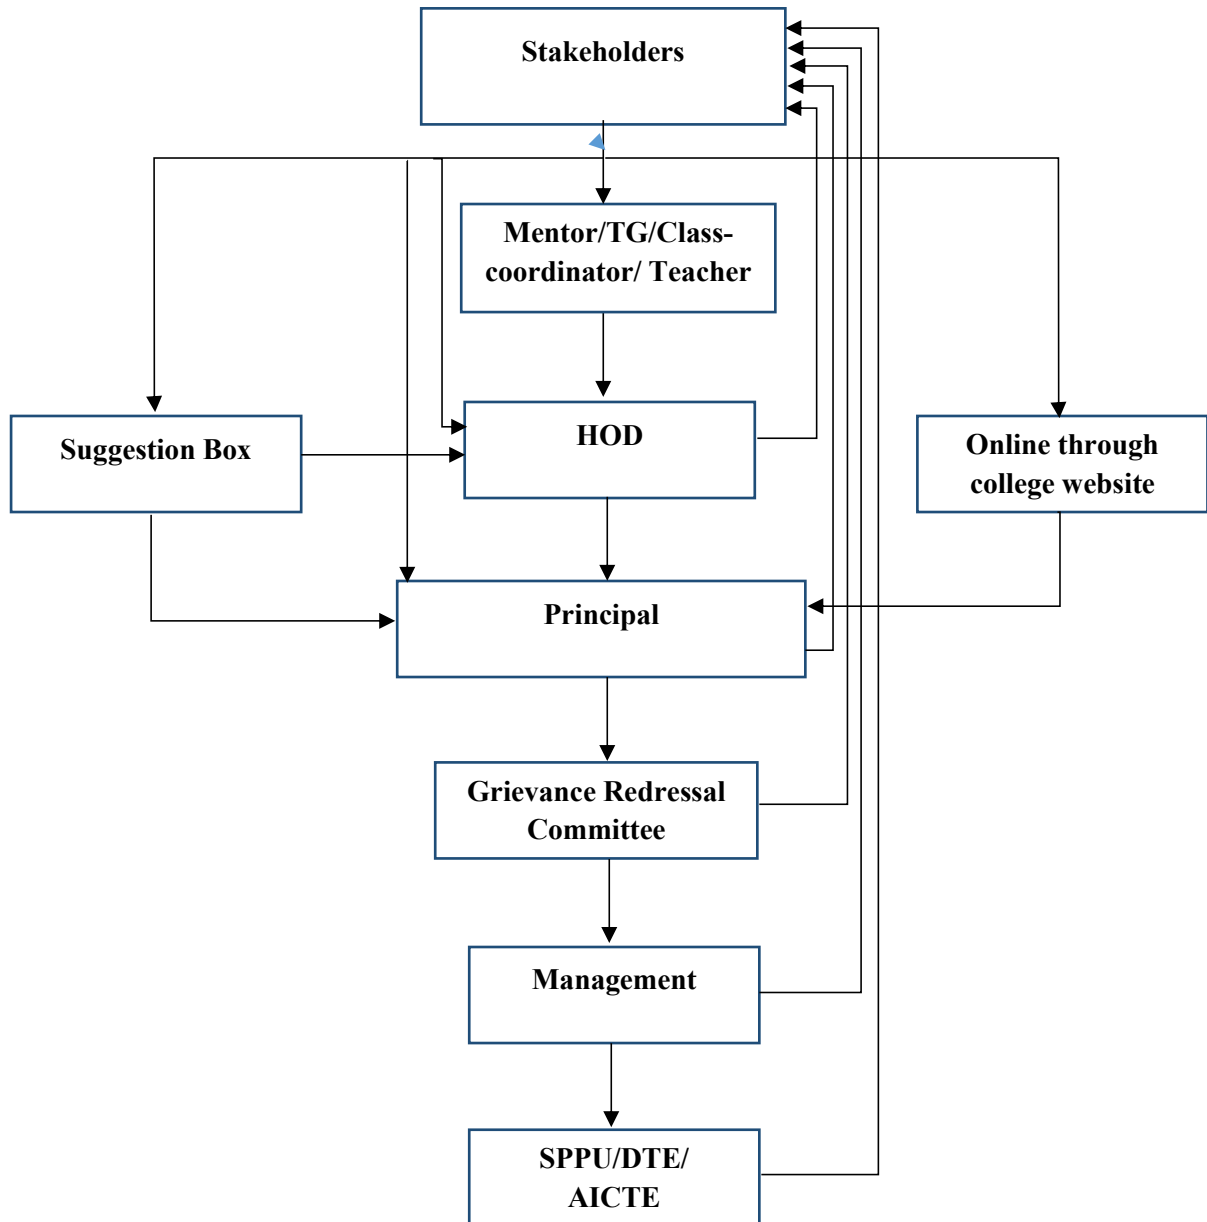 Stakeholders
Mentor/TG/Class-
coordinator/ Teacher
Suggestion Box
HOD
Online through
college website
Principal
Grievance Redressal
Committee
Management
SPPU/DTE/
AICTE